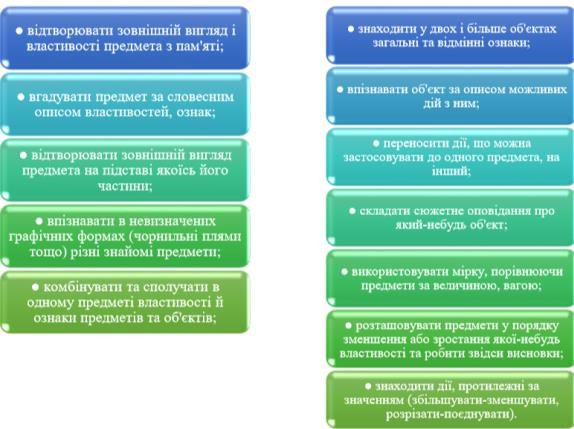 ● відтворювати зовнішній вигляд і
властивості предмета з пам'яті;
● вгадувати предмет за словесним
описом властивостей, ознак;
● відтворювати зовнішній вигляд
предмета на підставі якоїсь його
частини;
● впізнавати в невизначених
графічних формах (чорнильні плями
тощо) різні знайомі предмети;
● комбінувати та сполучати в
одному предметі властивості й
ознаки предметів та об'єктів;
● знаходити у двох і більше об'єктах
загальні та відмінні ознаки;
● впізнавати об'єкт за описом можливих
дій з ним;
● переносити дії, що можна
застосовувати до одного предмета, на
інший;
● складати сюжетне оповідання про
який-небудь об'єкт;
● використовувати мірку, порівнюючи
предмети за величиною, вагою;
● розташовувати предмети у порядку
зменшення або зростання якої-небудь
властивості та робити звідси висновки;
● знаходити дії, протилежні за
значенням (збільшувати-зменшувати,
розрізати-поєднувати).